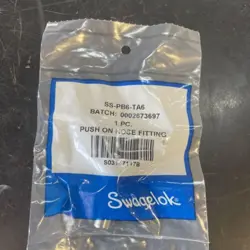 SS-PB6-TA6
BATCH: 0002673697
1 PC.
PUSH ON HOSE FITTING
Swagelok